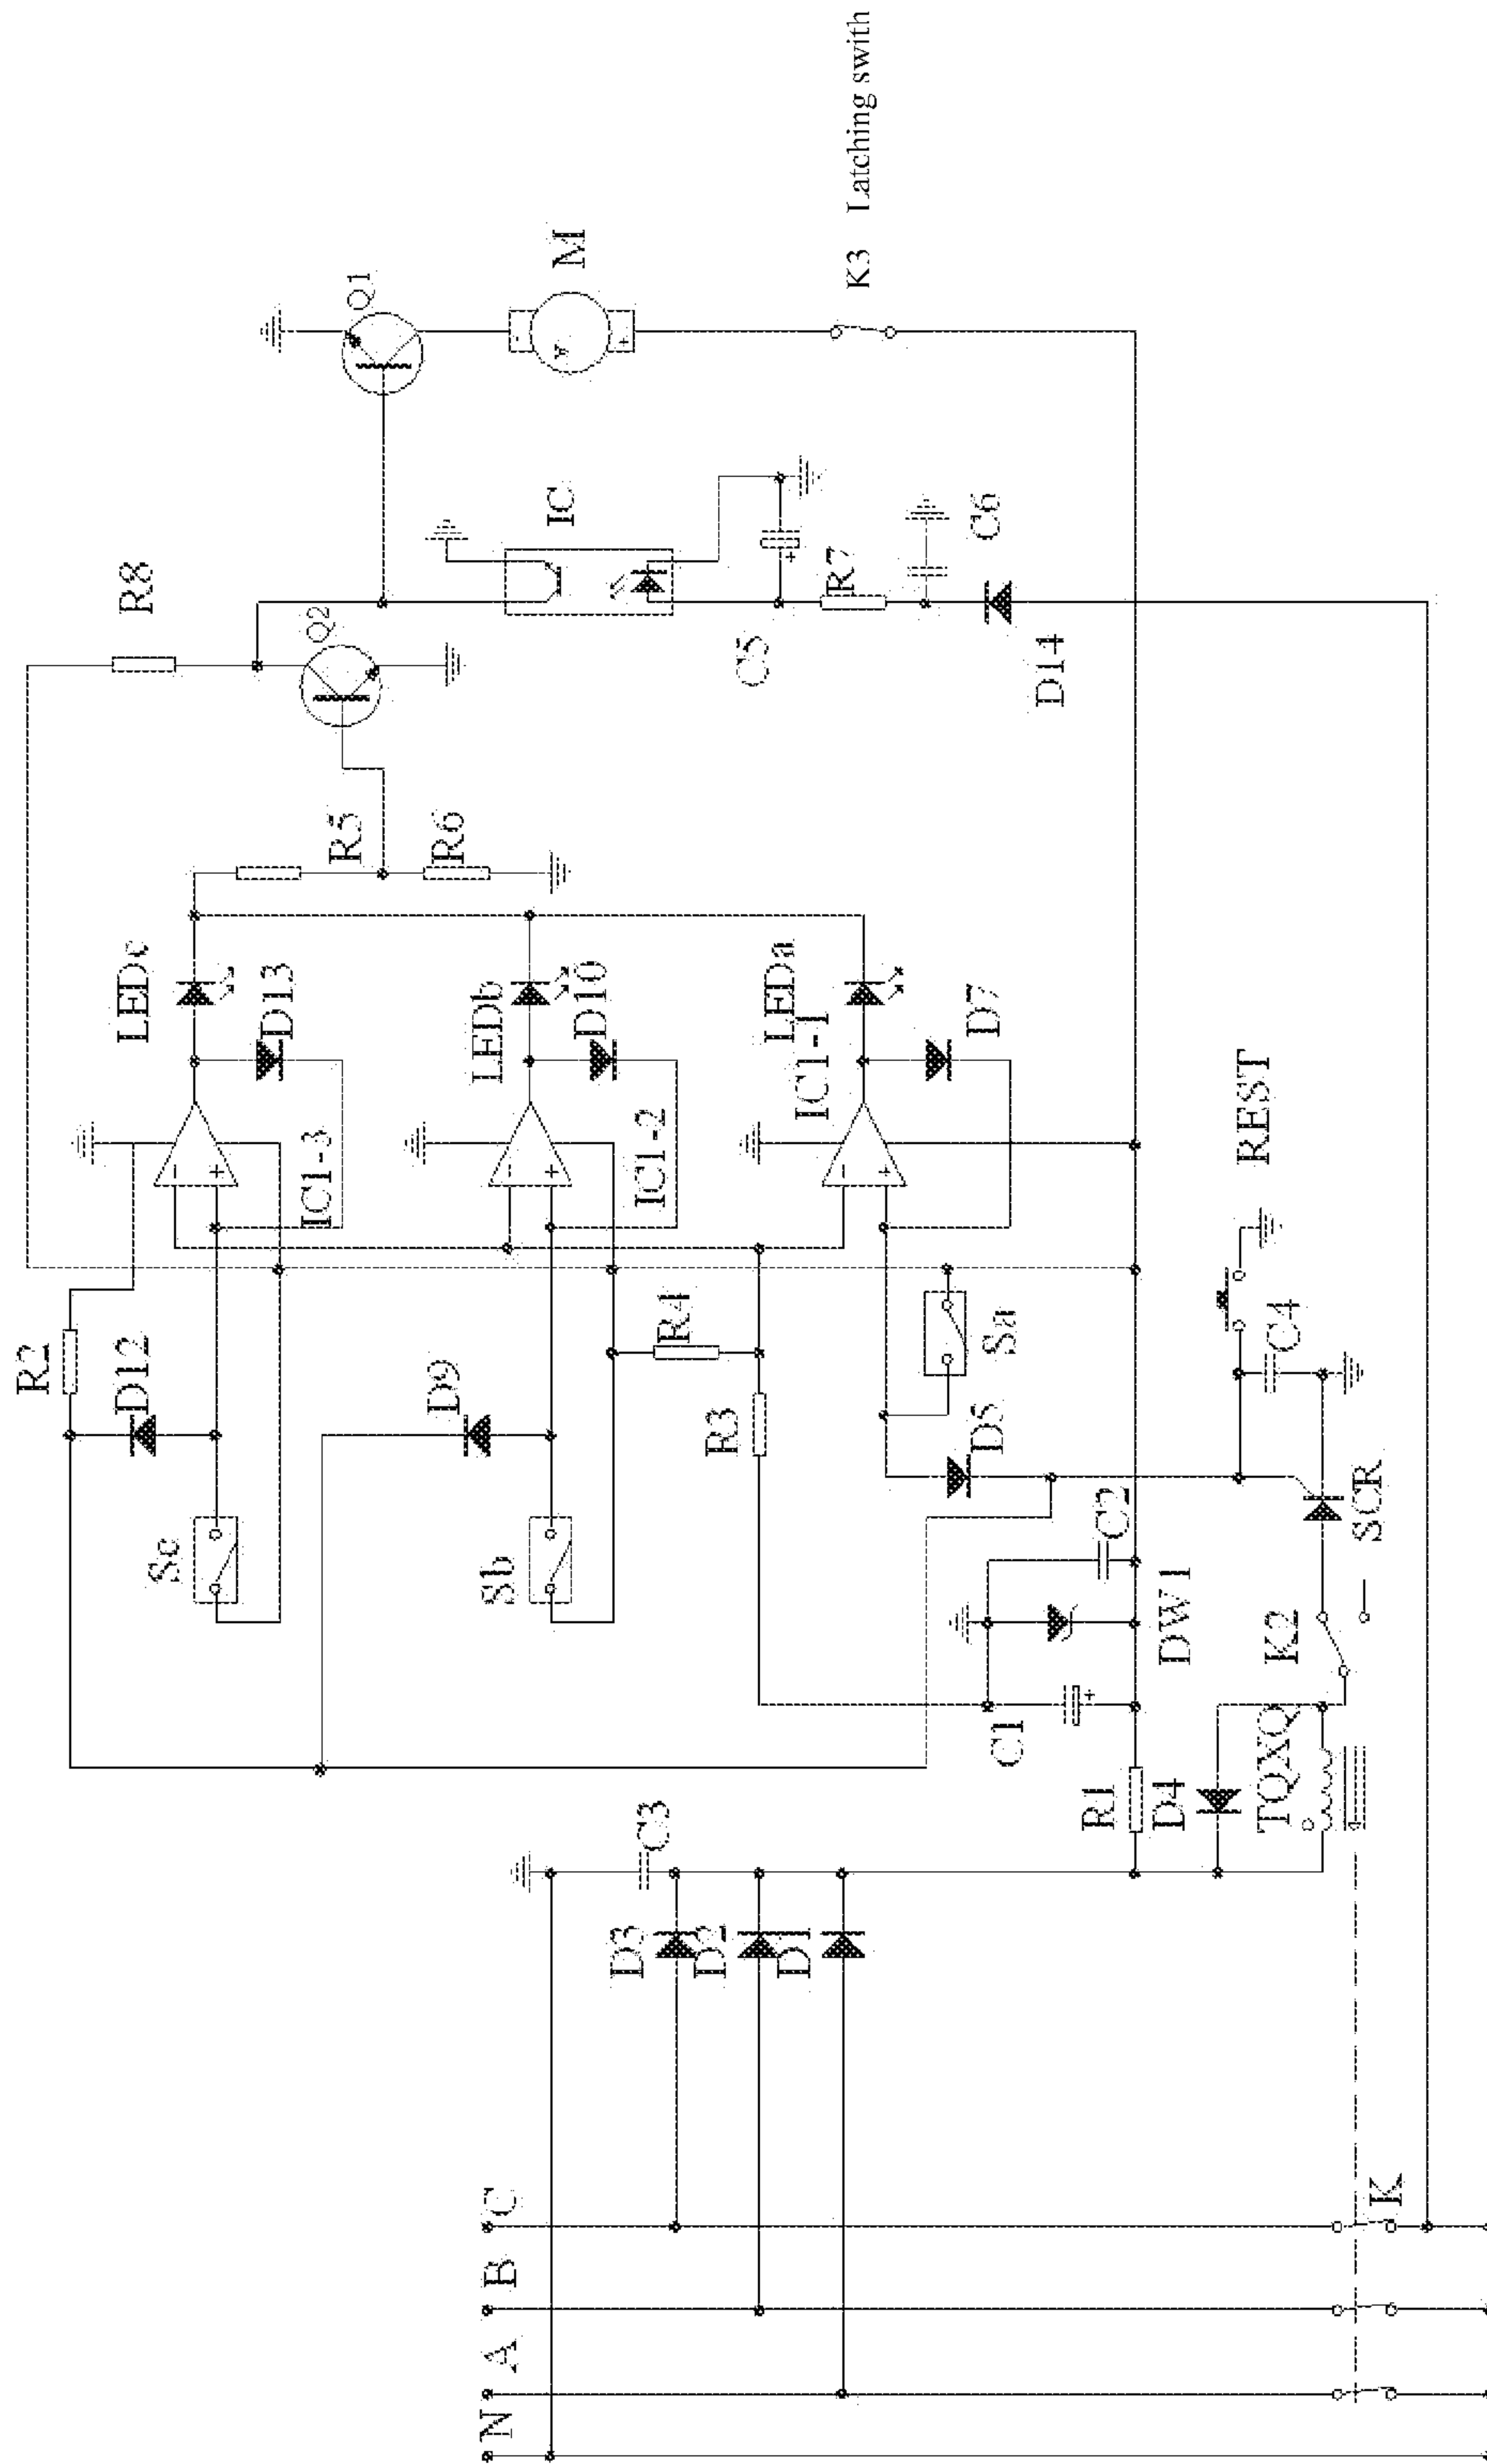 N
A
B
C
K
D3
D2
D1
C3
R1
D4
TQXQ
K2
SCR
C1
DW1
C2
R2
D12
Sc
D9
Sb
R3
R4
D5
Sa
C4
REST
IC1-3
IC1-2
IC1-1
LEDc
D13
LEDb
D10
LEDa
D7
R5
R6
R8
Q2
Q1
IC
C5
R7
C6
D14
M
K3 Latching swith